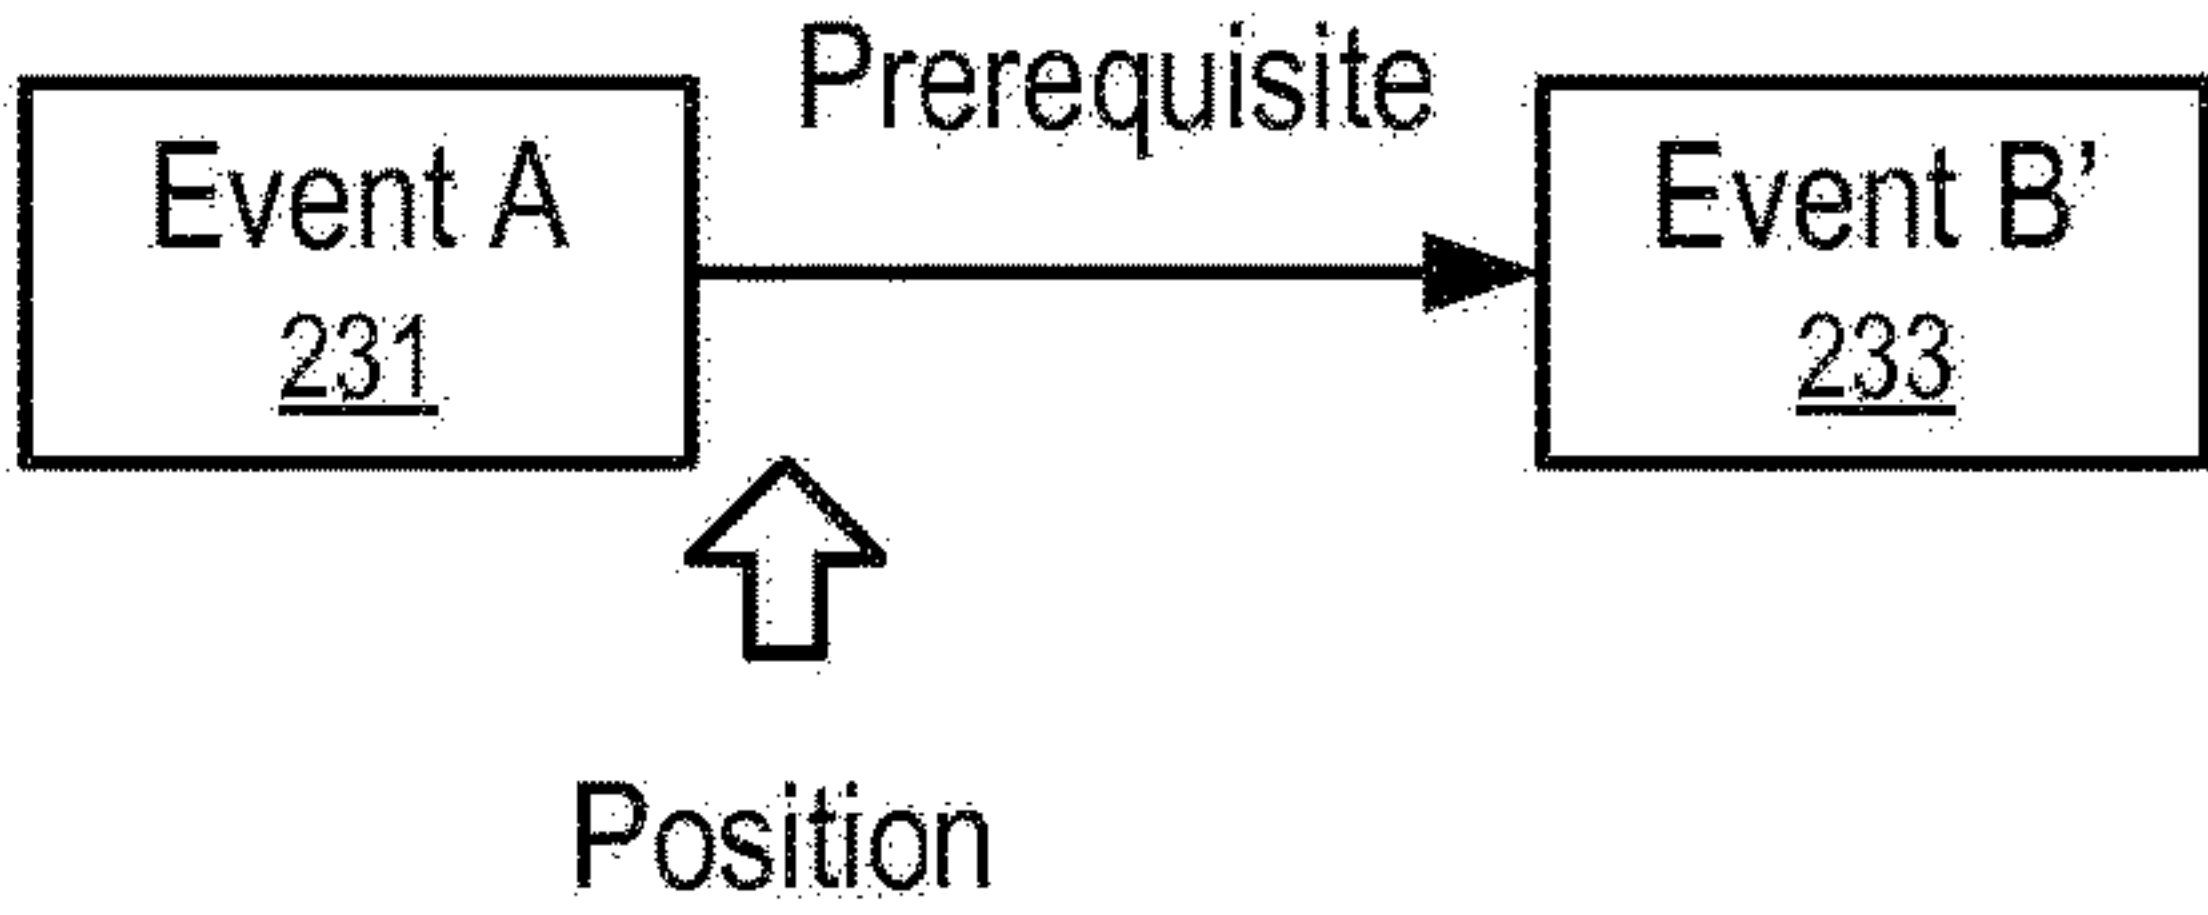 Prerequisite
Event A
231
Event B’
233
Position